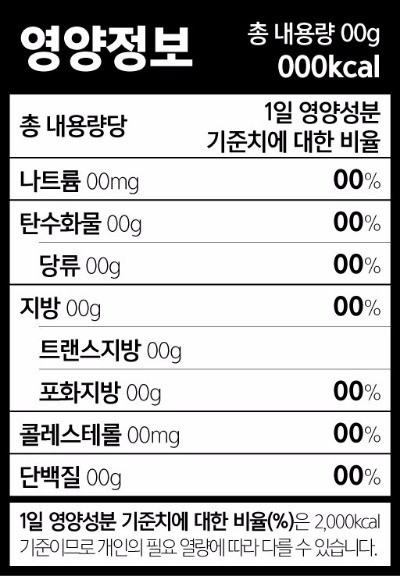 영양정보 총 내용량 00g
000kcal
총 내용량당 1일 영양성분
기준치에 대한 비율
나트륨 00mg 00%
탄수화물 00g 00%
당류 00g 00%
지방 00g 00%
트랜스지방 00g
포화지방 00g 00%
콜레스테롤 00mg 00%
단백질 00g 00%
1일 영양성분 기준치에 대한 비율(%)은 2,000kcal
기준이므로 개인의 필요 열량에 따라 다를 수 있습니다.